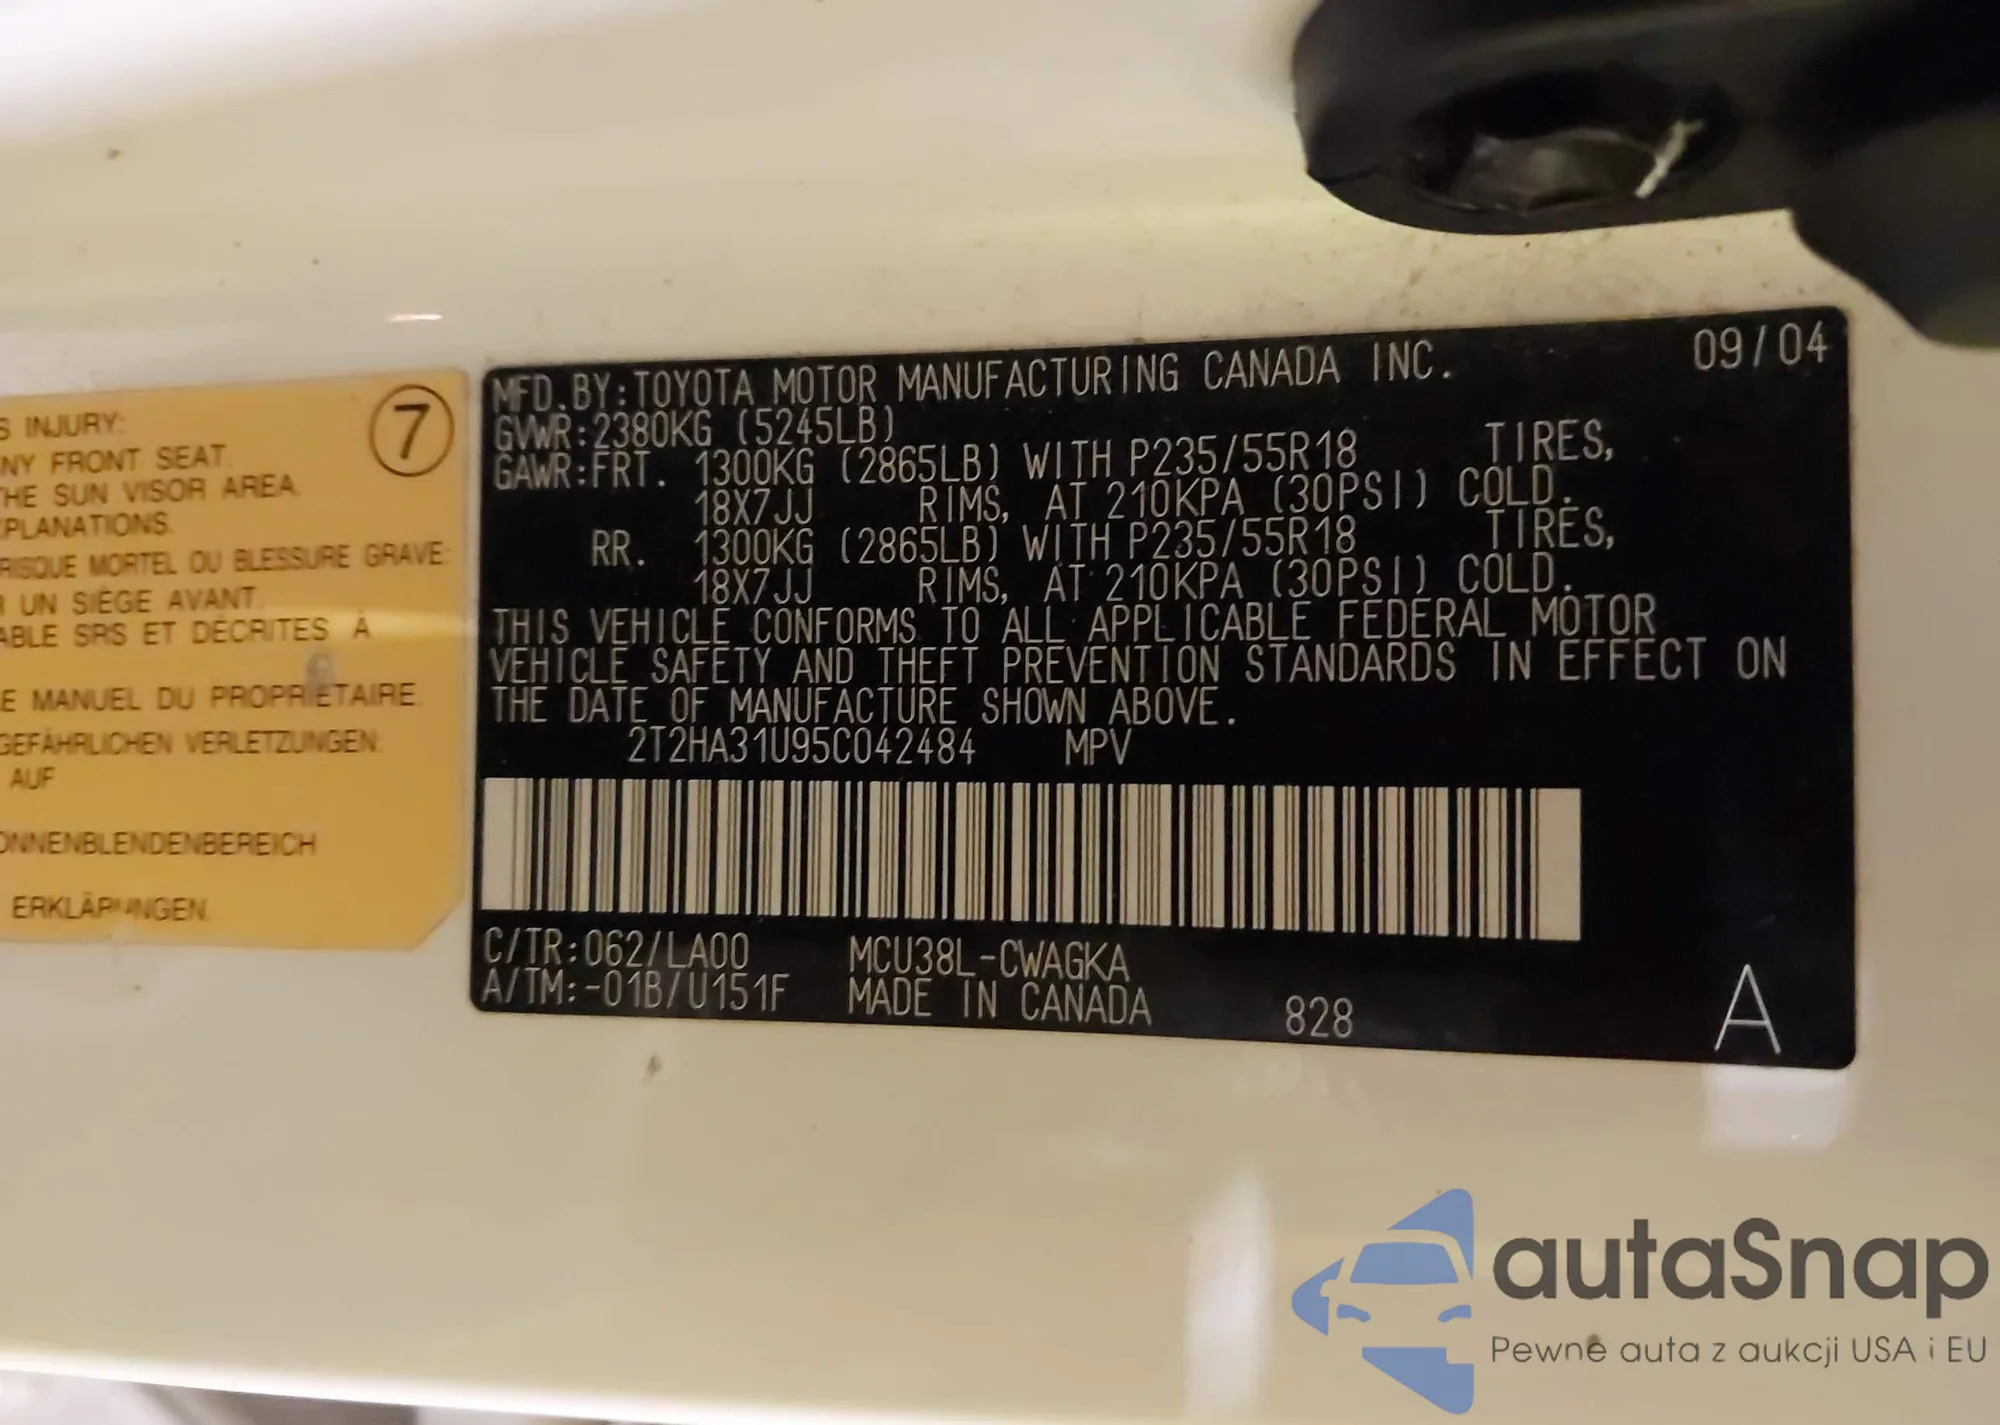 S INJURY:
NY FRONT SEAT.
THE SUN VISOR AREA.
XPLANATIONS.
RISQUE MORTEL OU BLESSURE GRAVE:
R UN SIÈGE AVANT.
ABLE SRS ET DÉCRITES À
E MANUEL DU PROPRIÉTAIRE.
GEFÄHRLICHEN VERLETZUNGEN:
AUF
ONNENBLENDENBEREICH
ERKLÄRUNGEN.
7
MFD.BY:TOYOTA MOTOR MANUFACTURING CANADA INC. 09/04
GVWR:2380KG (5245LB)
GAWR:FRT. 1300KG (2865LB) WITH P235/55R18 TIRES,
18X7JJ RIMS, AT 210KPA (30PSI) COLD.
RR. 1300KG (2865LB) WITH P235/55R18 TIRES,
18X7JJ RIMS, AT 210KPA (30PSI) COLD.
THIS VEHICLE CONFORMS TO ALL APPLICABLE FEDERAL MOTOR
VEHICLE SAFETY AND THEFT PREVENTION STANDARDS IN EFFECT ON
THE DATE OF MANUFACTURE SHOWN ABOVE.
2T2HA31U95C042484 MPV
C/TR:062/LA00 MCU38L-CWAGKA
A/TM:-01B/U151F MADE IN CANADA 828 A
autaSnap
Pewne auta z aukcji USA i EU